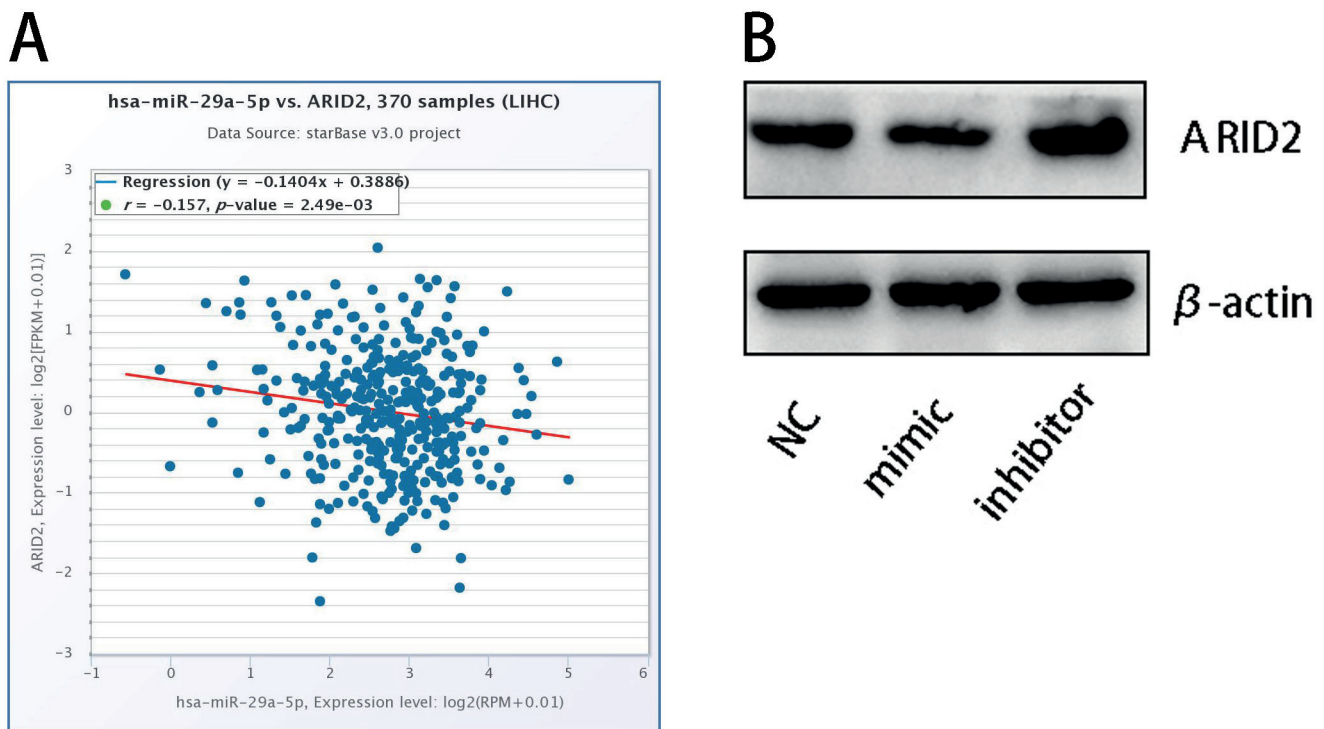 A
hsa-miR-29a-5p vs. ARID2, 370 samples (LIHC)
Data Source: starBase v3.0 project
Regression (y = -0.1404x + 0.3886)
r = -0.157, p-value = 2.49e-03
ARID2, Expression level: log2[FPKM+0.01)]
3
2
1
0
-1
-2
-3
-1 0 1 2 3 4 5 6
hsa-miR-29a-5p, Expression level: log2(RPM+0.01)
B
ARID2
β-actin
NC
mimic
inhibitor